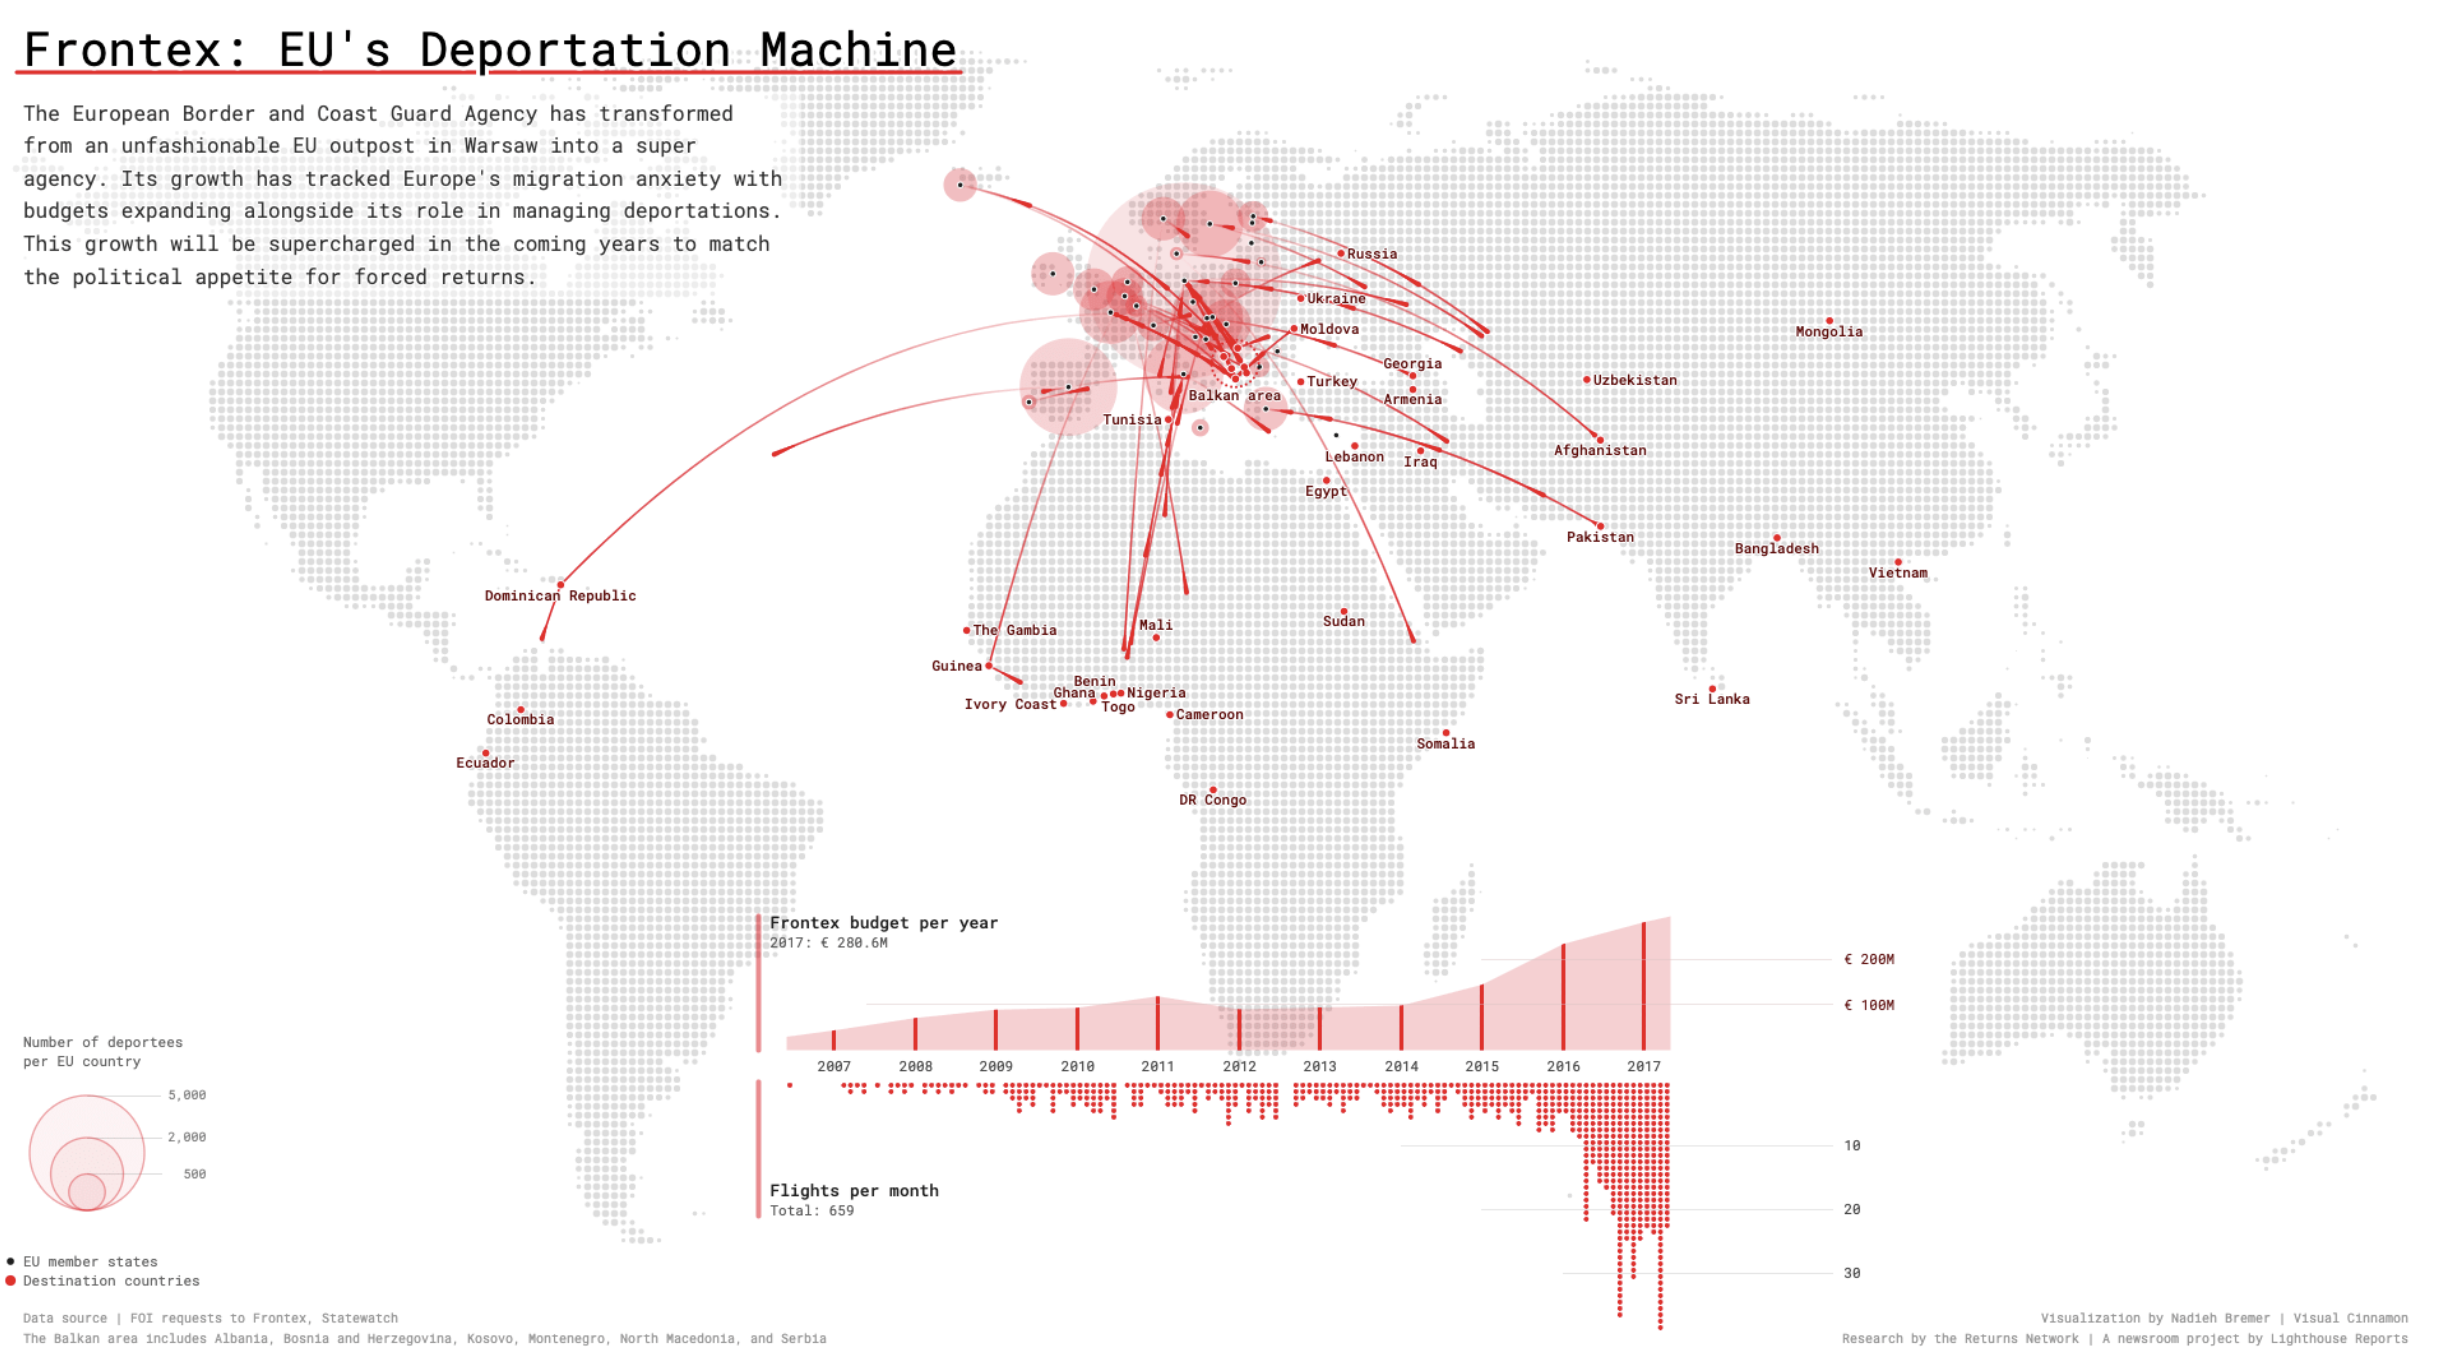 Frontex: EU's Deportation Machine
The European Border and Coast Guard Agency has transformed
from an unfashionable EU outpost in Warsaw into a super
agency. Its growth has tracked Europe's migration anxiety with
budgets expanding alongside its role in managing deportations.
This growth will be supercharged in the coming years to match
the political appetite for forced returns.
Russia
Ukraine
Moldova
Mongolia
Georgia
Turkey
Uzbekistan
Balkan area
Armenia
Tunisia
Afghanistan
Lebanon
Iraq
Egypt
Pakistan
Bangladesh
Vietnam
Dominican Republic
Sudan
Mali
The Gambia
Guinea
Benin
Ghana
Nigeria
Ivory Coast
Togo
Cameroon
Sri Lanka
Colombia
Somalia
Ecuador
DR Congo
Frontex budget per year
2017: € 280.6M
€ 200M
€ 100M
2007 2008 2009 2010 2011 2012 2013 2014 2015 2016 2017
Number of deportees
per EU country
5,000
2,000
500
10
20
30
Flights per month
Total: 659
EU member states
Destination countries
Data source | FOI requests to Frontex, Statewatch
The Balkan area includes Albania, Bosnia and Herzegovina, Kosovo, Montenegro, North Macedonia, and Serbia
Visualization by Nadieh Bremer | Visual Cinnamon
Research by the Returns Network | A newsroom project by Lighthouse Reports